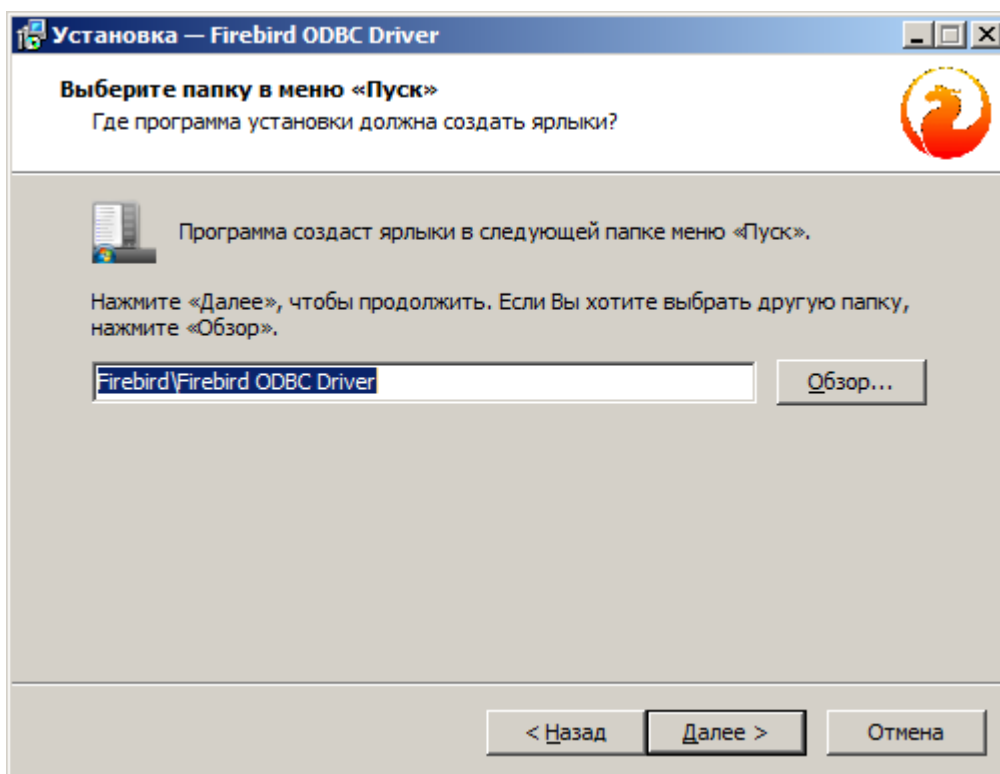 Установка — Firebird ODBC Driver
Выберите папку в меню «Пуск»
Где программа установки должна создать ярлыки?
Программа создаст ярлыки в следующей папке меню «Пуск».
Нажмите «Далее», чтобы продолжить. Если Вы хотите выбрать другую папку,
нажмите «Обзор».
Firebird\Firebird ODBC Driver
Обзор...
< Назад
Далее >
Отмена